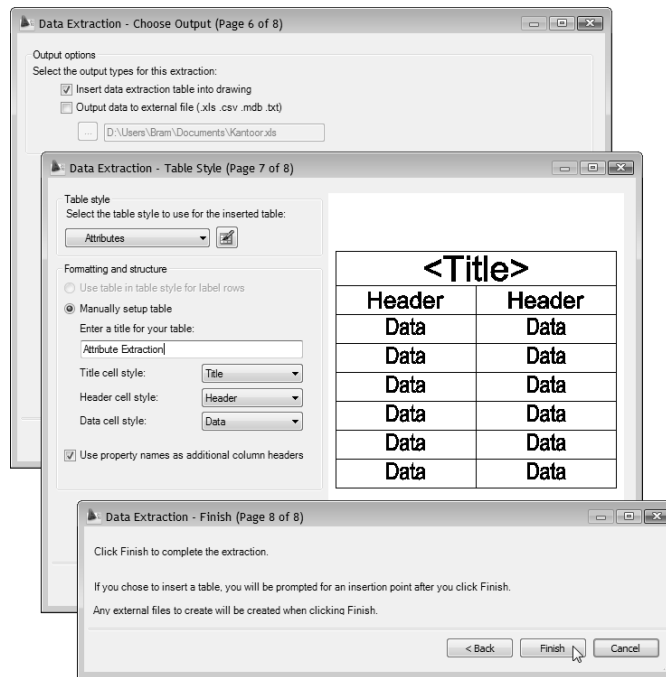 Data Extraction - Choose Output (Page 6 of 8)
Output options
Select the output types for this extraction:
Insert data extraction table into drawing
Output data to external file (.xls .csv .mdb .txt)
...
D:\Users\Bram\Documents\Kantoor.xls
Data Extraction - Table Style (Page 7 of 8)
Table style
Select the table style to use for the inserted table:
Attributes
Formatting and structure
Use table in table style for label rows
Manually setup table
Enter a title for your table:
Attribute Extraction
Title cell style: Title
Header cell style: Header
Data cell style: Data
Use property names as additional column headers
<Title>
Header Header
Data Data
Data Data
Data Data
Data Data
Data Data
Data Data
Data Extraction - Finish (Page 8 of 8)
Click Finish to complete the extraction.
If you chose to insert a table, you will be prompted for an insertion point after you click Finish.
Any external files to create will be created when clicking Finish.
< Back Finish Cancel